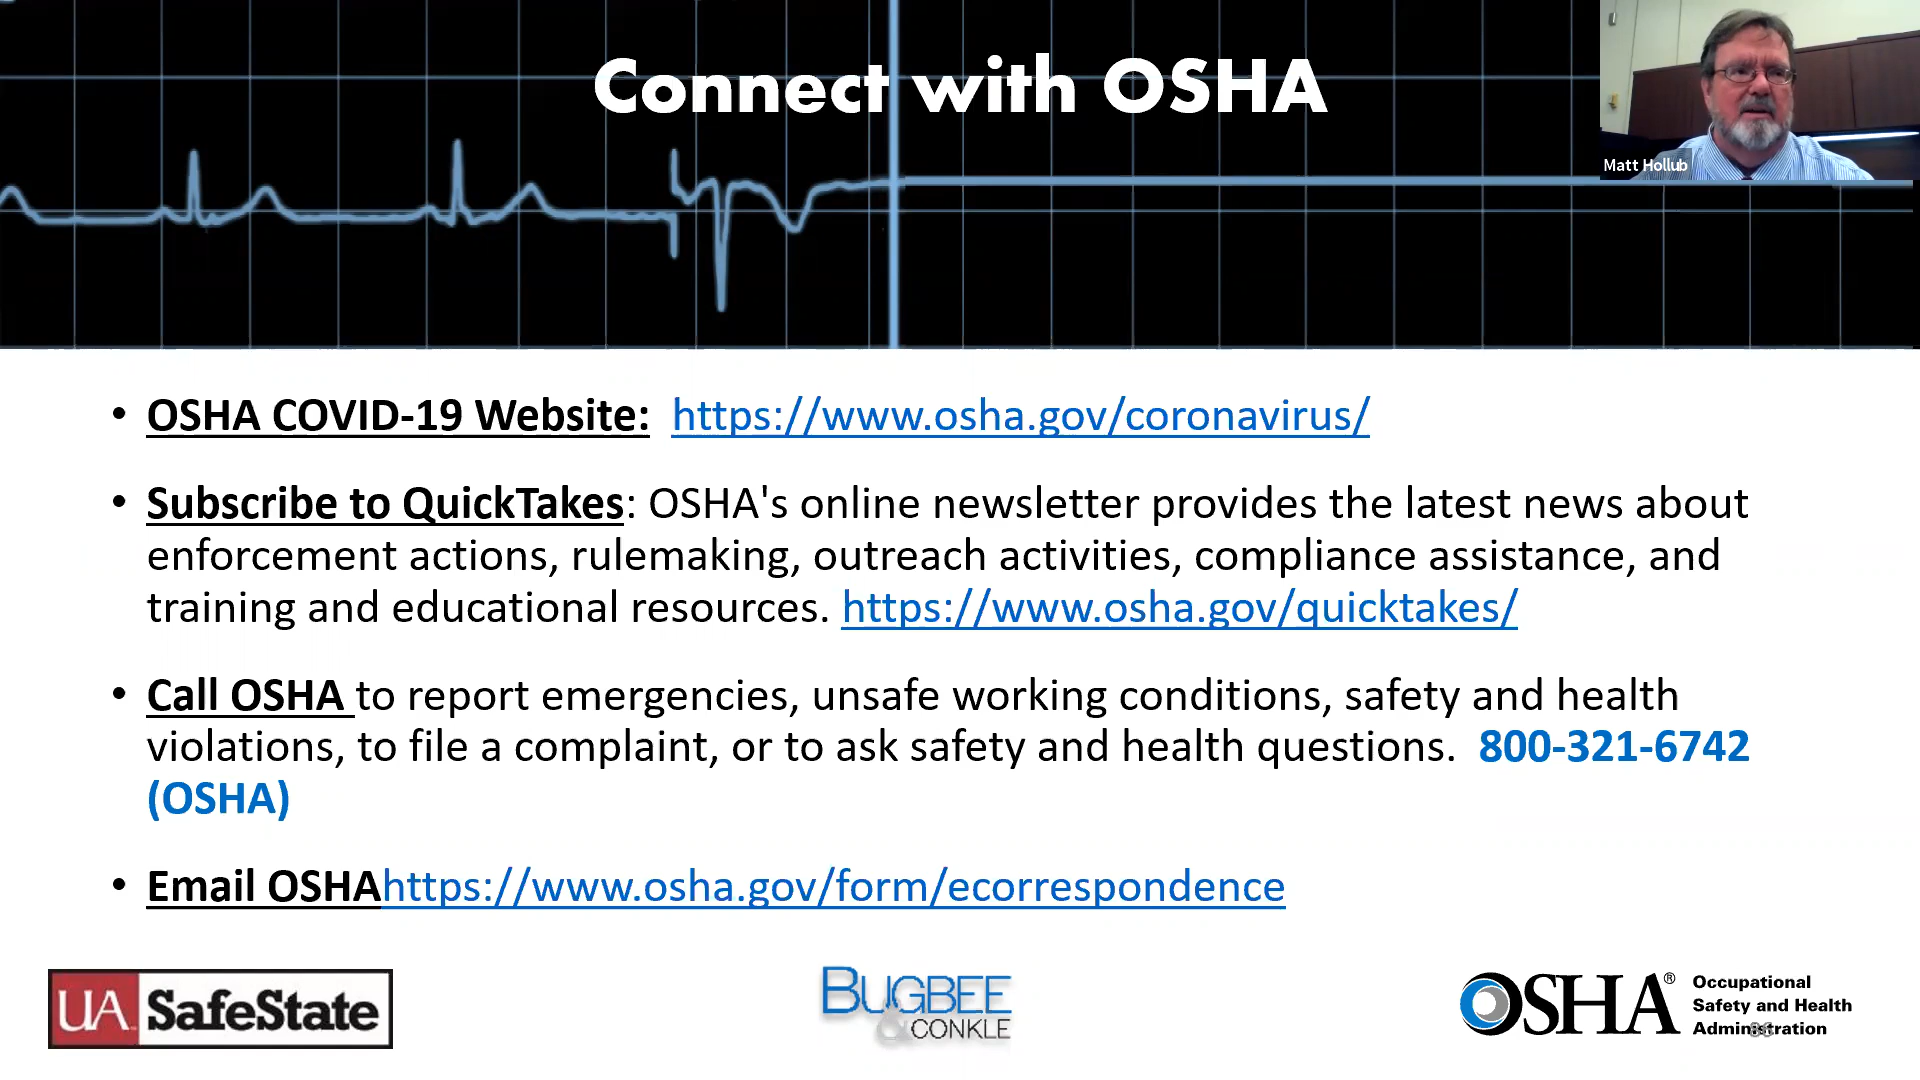 Connect with OSHA
Matt Hollub
• OSHA COVID-19 Website: https://www.osha.gov/coronavirus/
• Subscribe to QuickTakes: OSHA's online newsletter provides the latest news about
enforcement actions, rulemaking, outreach activities, compliance assistance, and
training and educational resources. https://www.osha.gov/quicktakes/
• Call OSHA to report emergencies, unsafe working conditions, safety and health
violations, to file a complaint, or to ask safety and health questions. 800-321-6742
(OSHA)
• Email OSHAhttps://www.osha.gov/form/ecorrespondence
UA SafeState
BUGBEE
& CONKLE
OSHA®
Occupational
Safety and Health
Administration
86